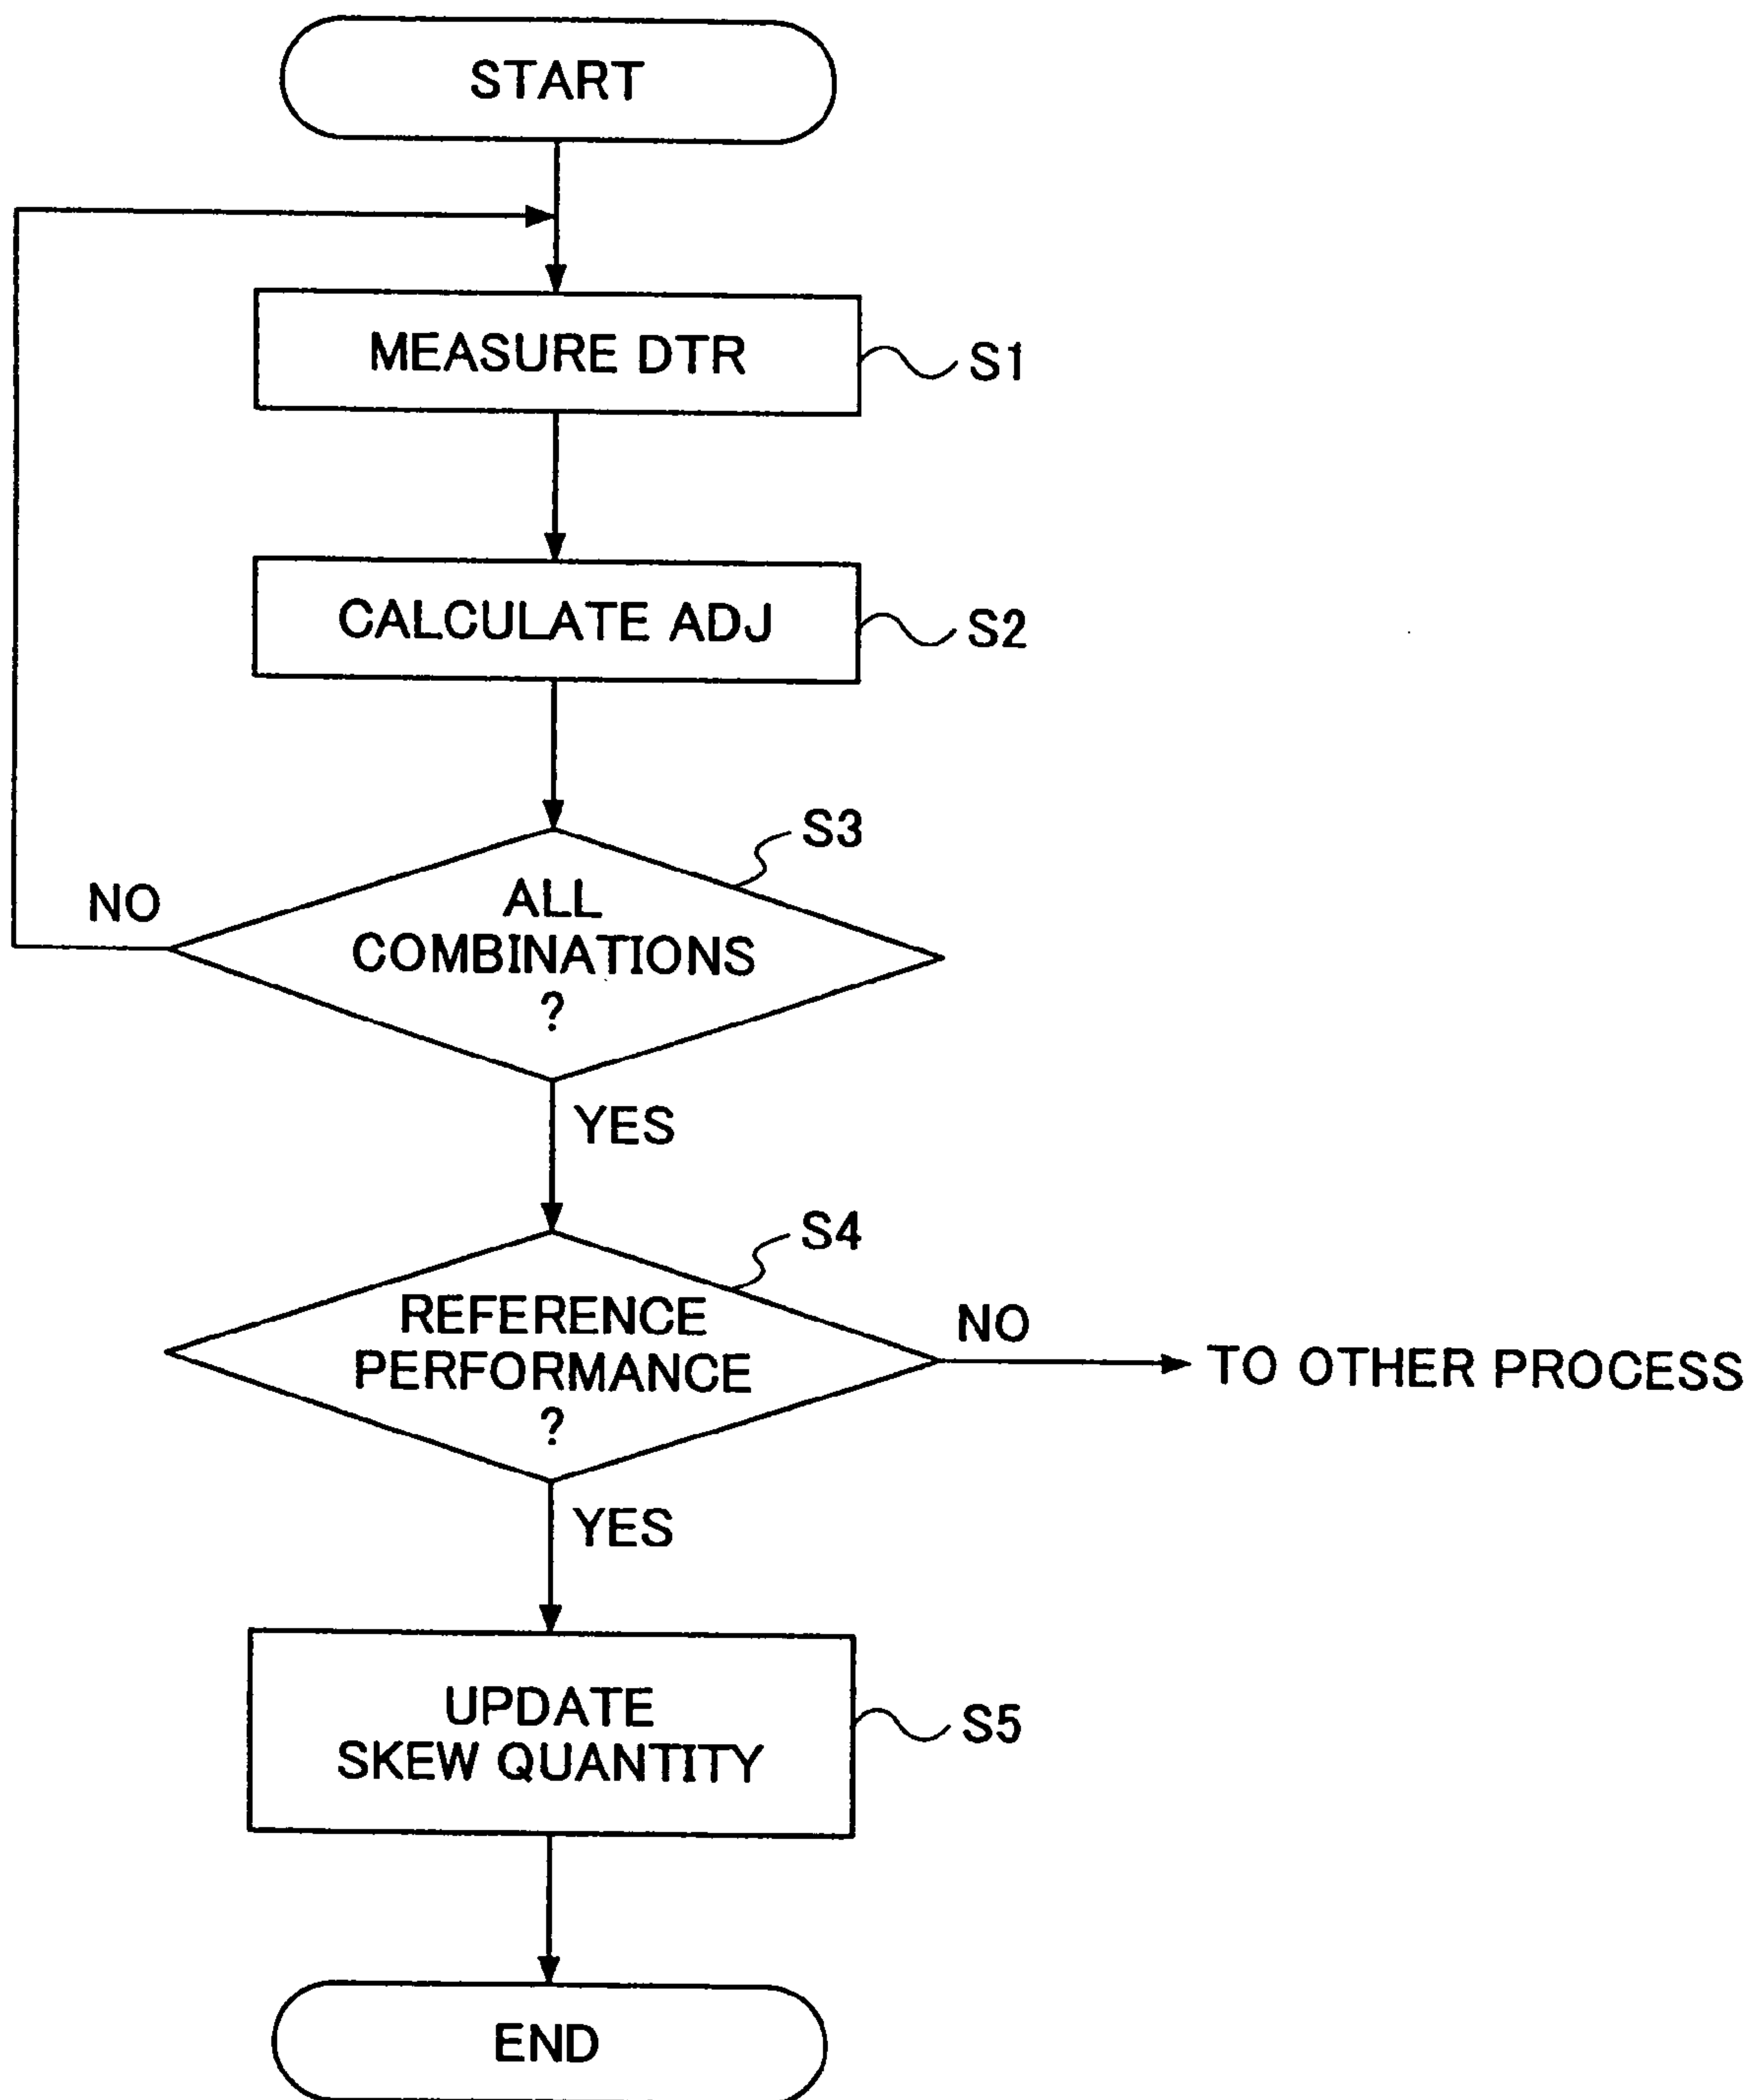 START
MEASURE DTR
S1
CALCULATE ADJ
S2
S3
ALL
COMBINATIONS
?
NO
YES
S4
REFERENCE
PERFORMANCE
?
NO
TO OTHER PROCESS
YES
UPDATE
SKEW QUANTITY
S5
END